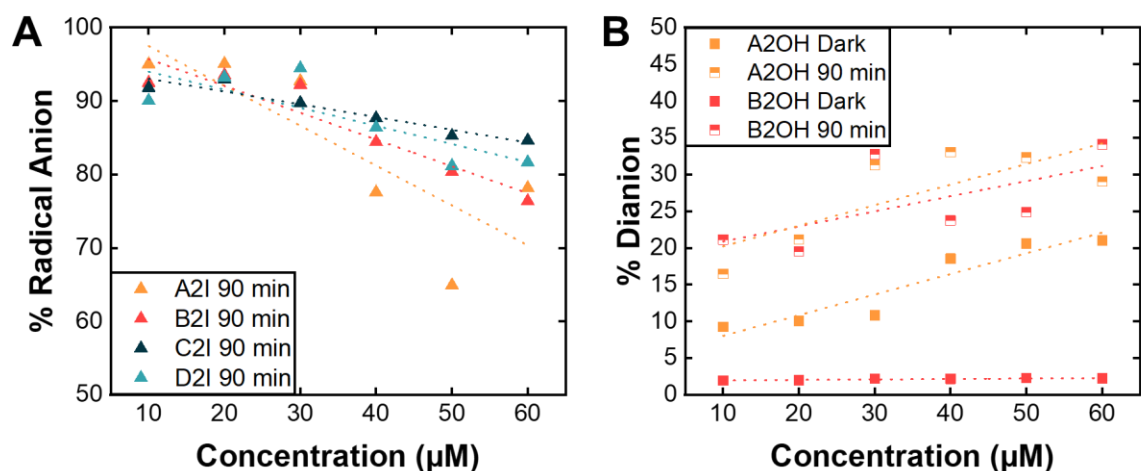 A
% Radical Anion
100
90
80
70
60
50
A2I 90 min
B2I 90 min
C2I 90 min
D2I 90 min
10 20 30 40 50 60
Concentration (µM)
B
% Dianion
50
45
40
35
30
25
20
15
10
5
0
A2OH Dark
A2OH 90 min
B2OH Dark
B2OH 90 min
10 20 30 40 50 60
Concentration (µM)